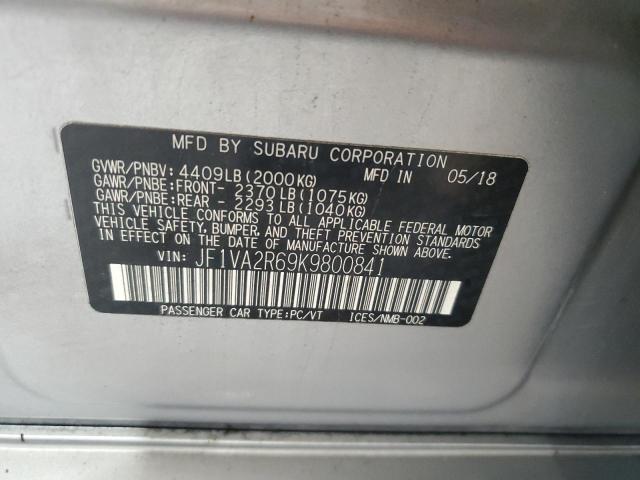 MFD BY SUBARU CORPORATION
GVWR/PNBV: 4409LB(2000KG) MFD IN 05/18
GAWR/PNBE:FRONT- 2370LB(1075KG)
GAWR/PNBE:REAR - 2293LB(1040KG)
THIS VEHICLE CONFORMS TO ALL APPLICABLE FEDERAL MOTOR
VEHICLE SAFETY, BUMPER, AND THEFT PREVENTION STANDARDS
IN EFFECT ON THE DATE OF MANUFACTURE SHOWN ABOVE.
VIN: JF1VA2R69K9800841
PASSENGER CAR TYPE:PC/VT ICES/NMB-002